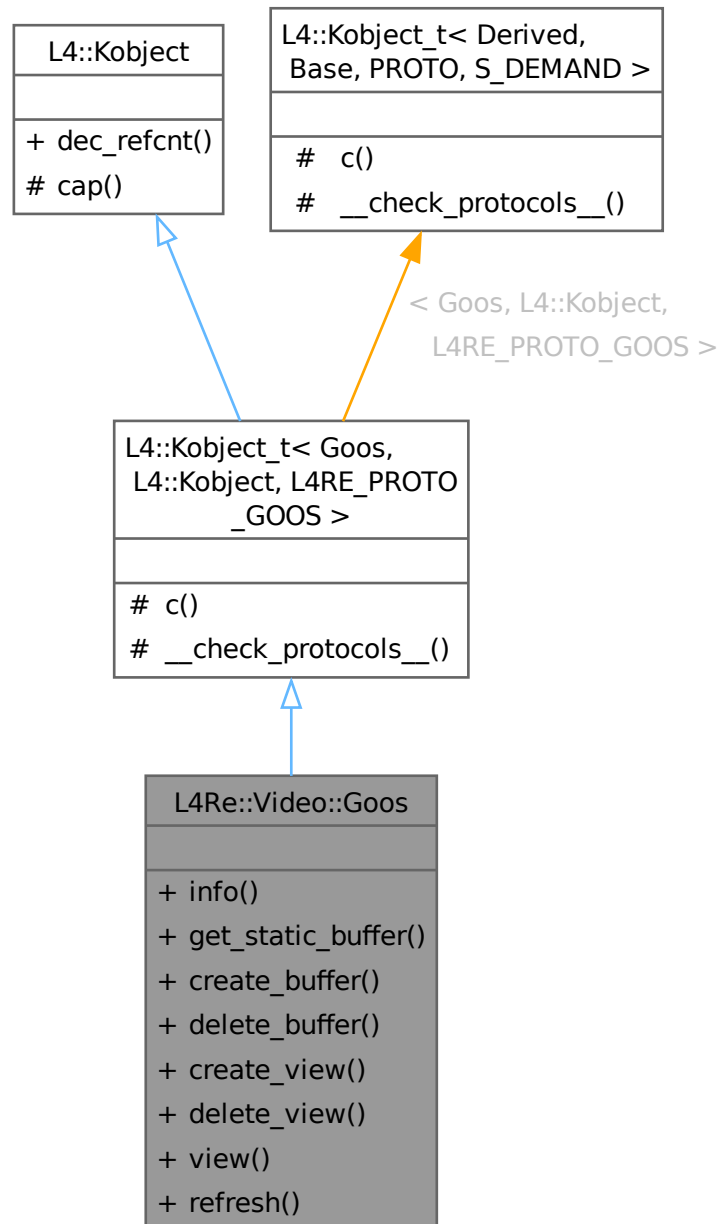 L4::Kobject
+ dec_refcnt()
# cap()
L4::Kobject_t< Derived,
Base, PROTO, S_DEMAND >
# c()
# __check_protocols__()
< Goos, L4::Kobject,
L4RE_PROTO_GOOS >
L4::Kobject_t< Goos,
L4::Kobject, L4RE_PROTO
_GOOS >
# c()
# __check_protocols__()
L4Re::Video::Goos
+ info()
+ get_static_buffer()
+ create_buffer()
+ delete_buffer()
+ create_view()
+ delete_view()
+ view()
+ refresh()